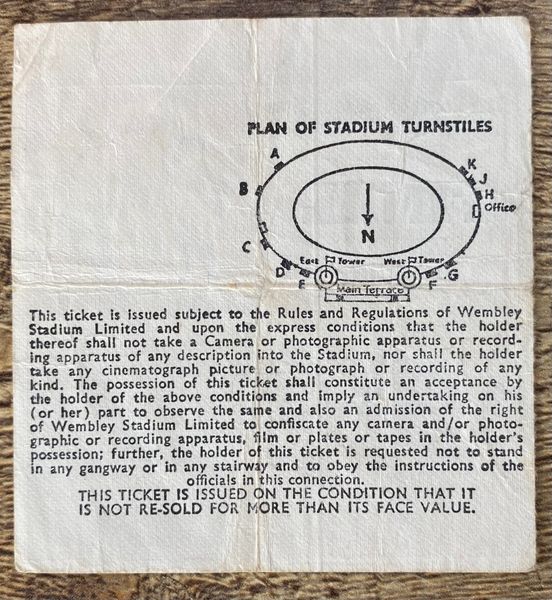 PLAN OF STADIUM TURNSTILES
A
K
J
B
H
Office
N
C
East Tower
West Tower
D
G
E
F
Main Terrace
This ticket is issued subject to the Rules and Regulations of Wembley
Stadium Limited and upon the express conditions that the holder
thereof shall not take a Camera or photographic apparatus or record-
ing apparatus of any description into the Stadium, nor shall the holder
take any cinematograph picture or photograph or recording of any
kind. The possession of this ticket shall constitute an acceptance by
the holder of the above conditions and imply an undertaking on his
(or her) part to observe the same and also an admission of the right
of Wembley Stadium Limited to confiscate any camera and/or photo-
graphic or recording apparatus, film or plates or tapes in the holder's
possession; further, the holder of this ticket is requested not to stand
in any gangway or in any stairway and to obey the instructions of the
officials in this connection.
THIS TICKET IS ISSUED ON THE CONDITION THAT IT
IS NOT RE-SOLD FOR MORE THAN ITS FACE VALUE.